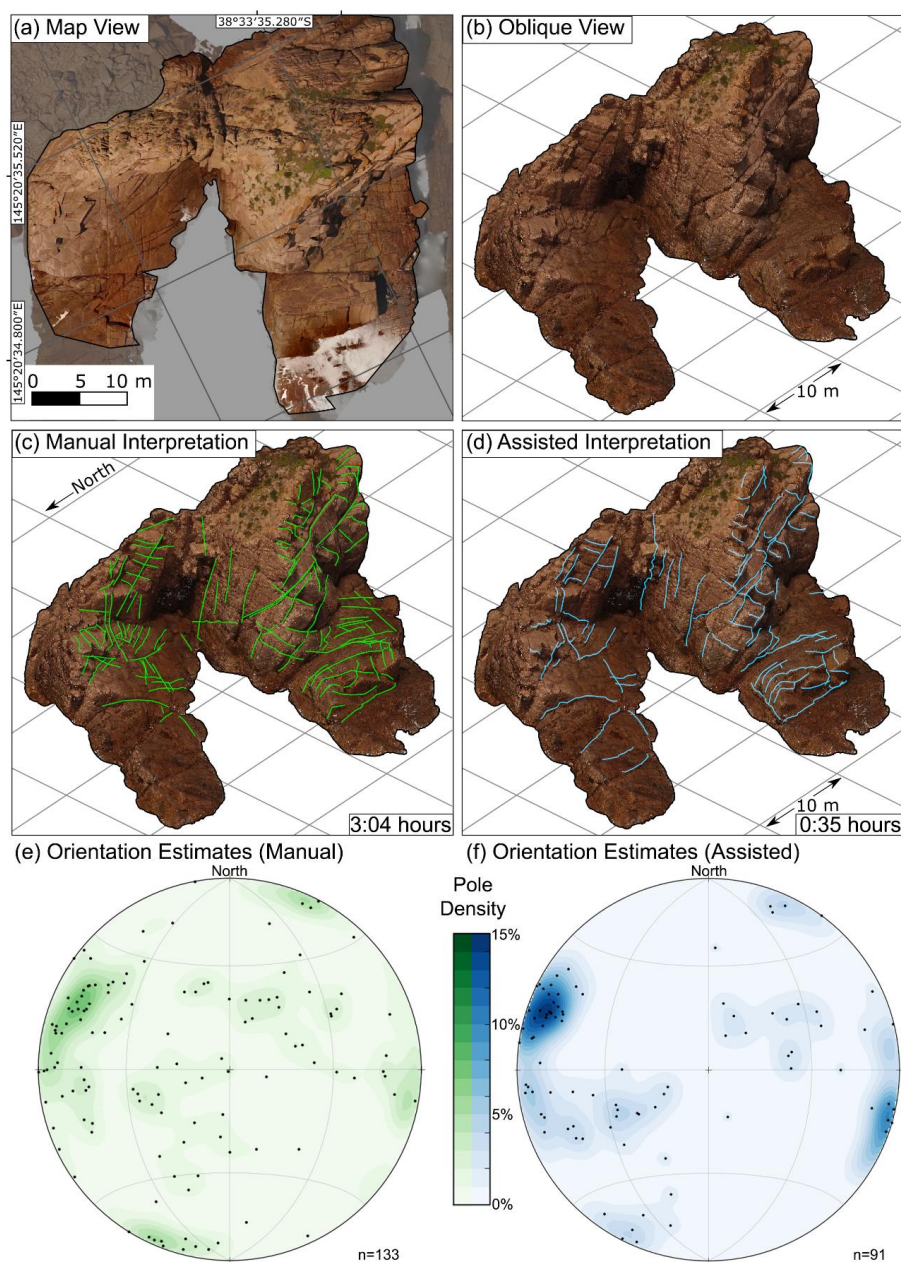 (a) Map View
38°33'35.280"S
145°20'35.520"E
145°20'34.800"E
0 5 10 m
(b) Oblique View
10 m
(c) Manual Interpretation
North
3:04 hours
(d) Assisted Interpretation
10 m
0:35 hours
(e) Orientation Estimates (Manual)
North
n=133
Pole
Density
15%
10%
5%
0%
(f) Orientation Estimates (Assisted)
North
n=91